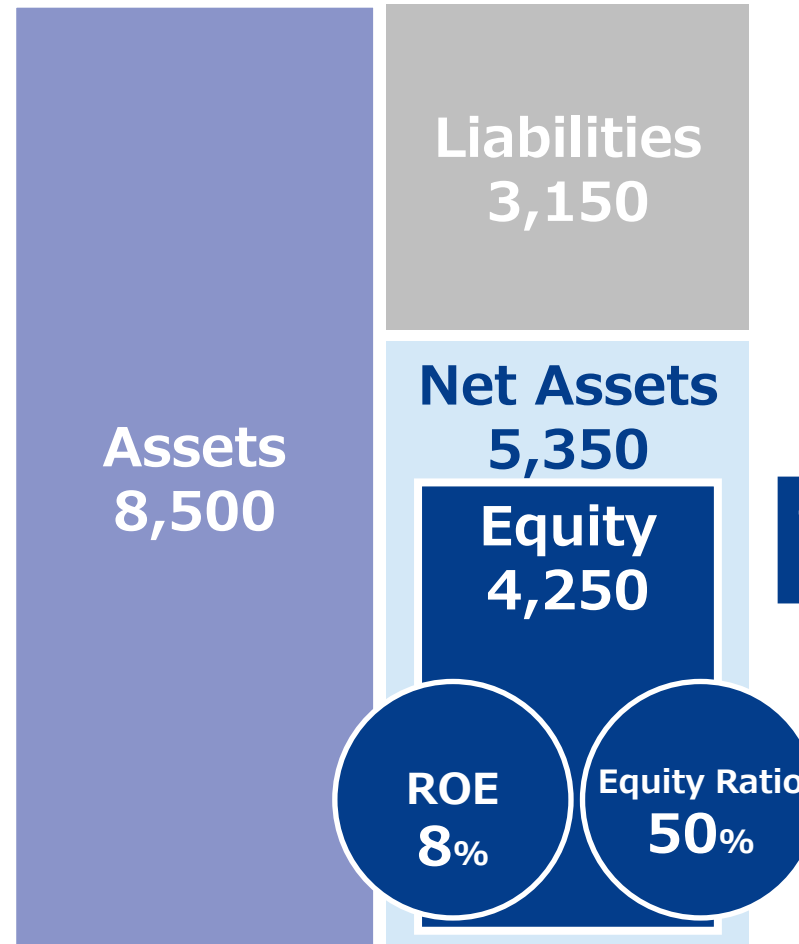 Assets
8,500
Liabilities
3,150
Net Assets
5,350
Equity
4,250
ROE
8%
Equity Ratio
50%